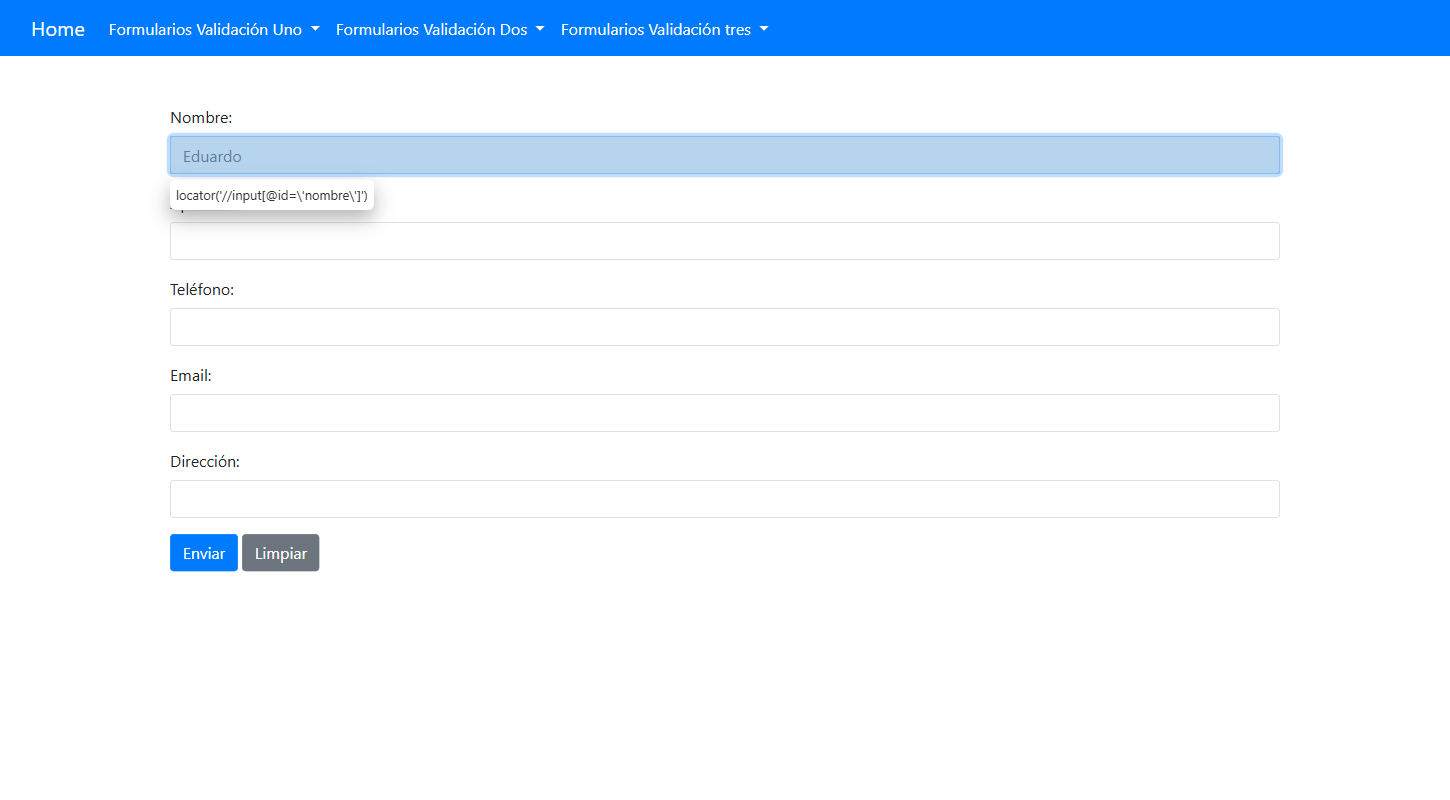 Home Formularios Validación Uno Formularios Validación Dos Formularios Validación tres
Nombre:
Eduardo
locator('//input[@id=\'nombre\']')
Teléfono:
Email:
Dirección:
Enviar Limpiar